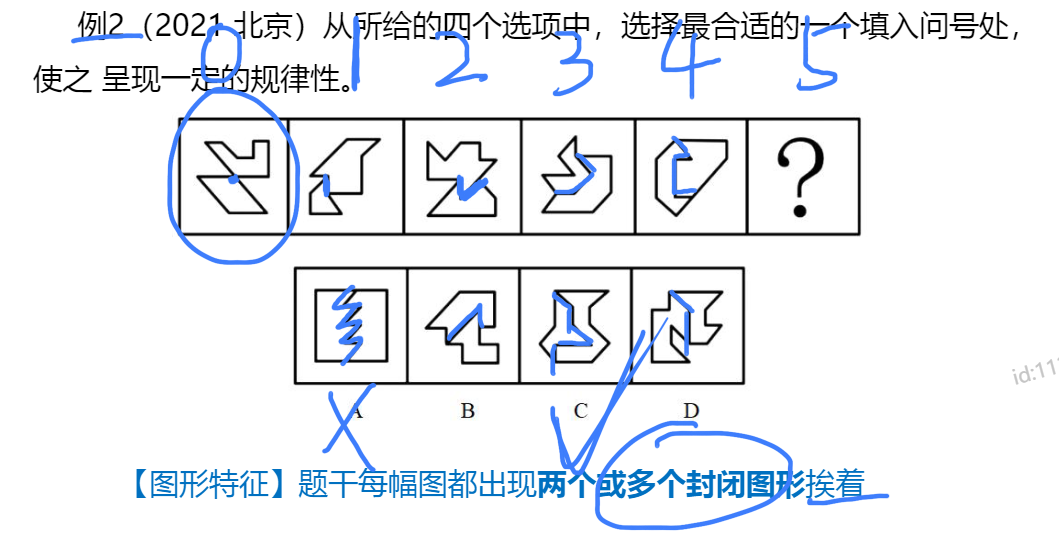 例2（2021 北京）从所给的四个选项中，选择最合适的一个填入问号处，
使之 呈现一定的规律性。
0 1 2 3 4 5
?
A B C D
id:11
【图形特征】题干每幅图都出现两个或多个封闭图形挨着